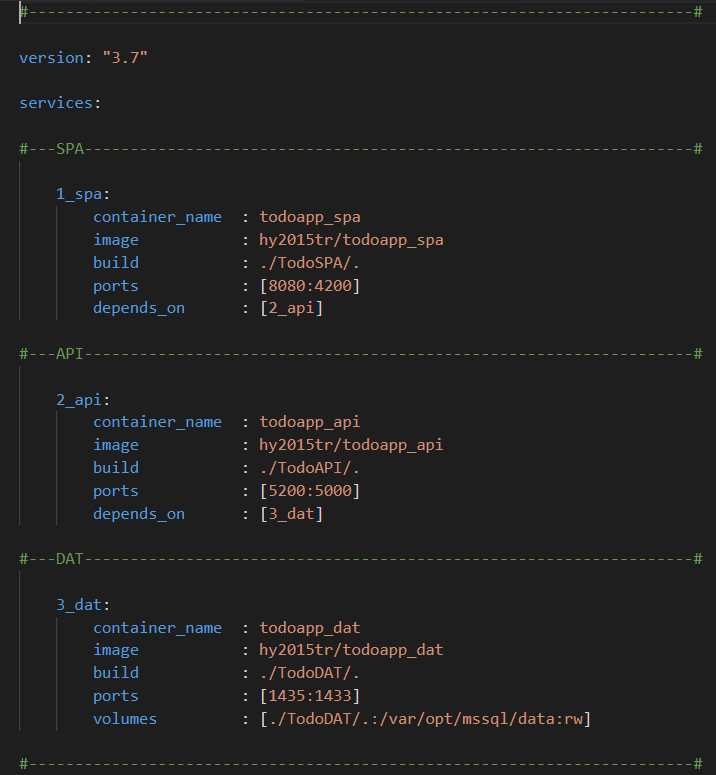 #------------------------------------------------------------------------#
version: "3.7"
services:
#---SPA------------------------------------------------------------------#
1_spa:
container_name  : todoapp_spa
image           : hy2015tr/todoapp_spa
build           : ./TodoSPA/.
ports           : [8080:4200]
depends_on      : [2_api]
#---API------------------------------------------------------------------#
2_api:
container_name  : todoapp_api
image           : hy2015tr/todoapp_api
build           : ./TodoAPI/.
ports           : [5200:5000]
depends_on      : [3_dat]
#---DAT------------------------------------------------------------------#
3_dat:
container_name  : todoapp_dat
image           : hy2015tr/todoapp_dat
build           : ./TodoDAT/.
ports           : [1435:1433]
volumes         : [./TodoDAT/.:/var/opt/mssql/data:rw]
#------------------------------------------------------------------------#